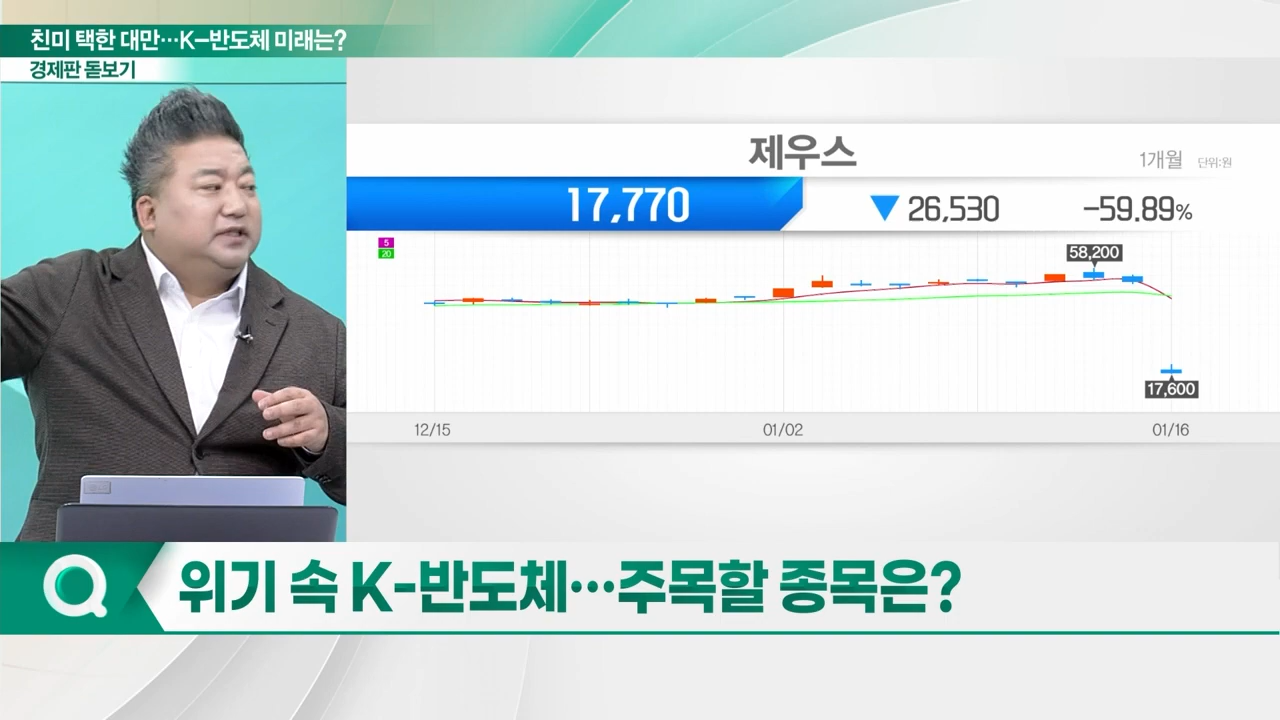 친미 택한 대만…K-반도체 미래는?
경제판 돋보기
제우스
1개월 단위:원
17,770 ▼ 26,530 -59.89%
5
20
58,200
17,600
12/15 01/02 01/16
위기 속 K-반도체…주목할 종목은?